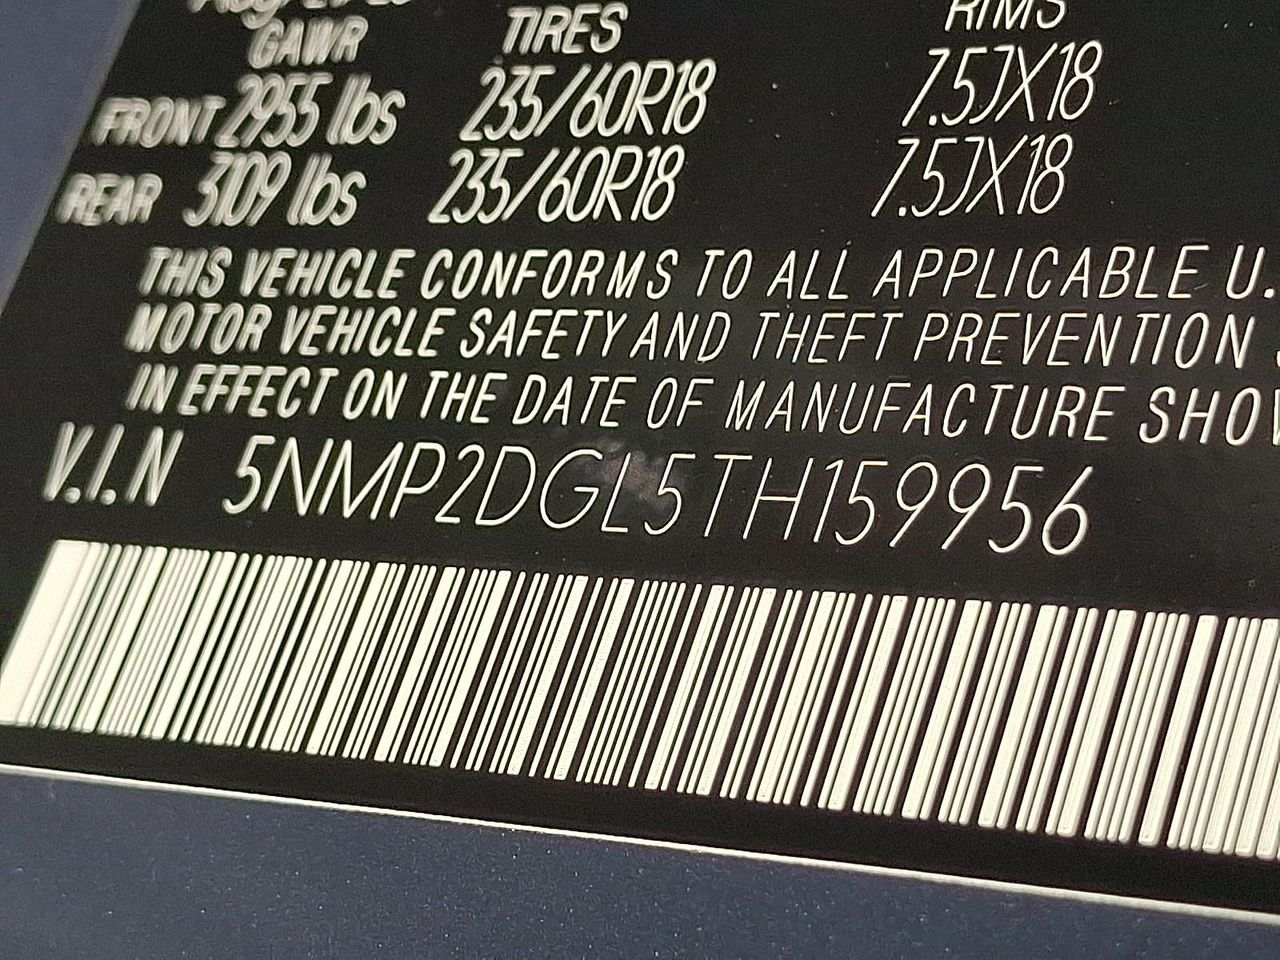 GAWR TIRES RIMS
FRONT 2955 lbs 235/60R18 7.5JX18
REAR 3109 lbs 235/60R18 7.5JX18
THIS VEHICLE CONFORMS TO ALL APPLICABLE U.
MOTOR VEHICLE SAFETY AND THEFT PREVENTION
IN EFFECT ON THE DATE OF MANUFACTURE SHO
V.I.N 5NMP2DGL5TH159956